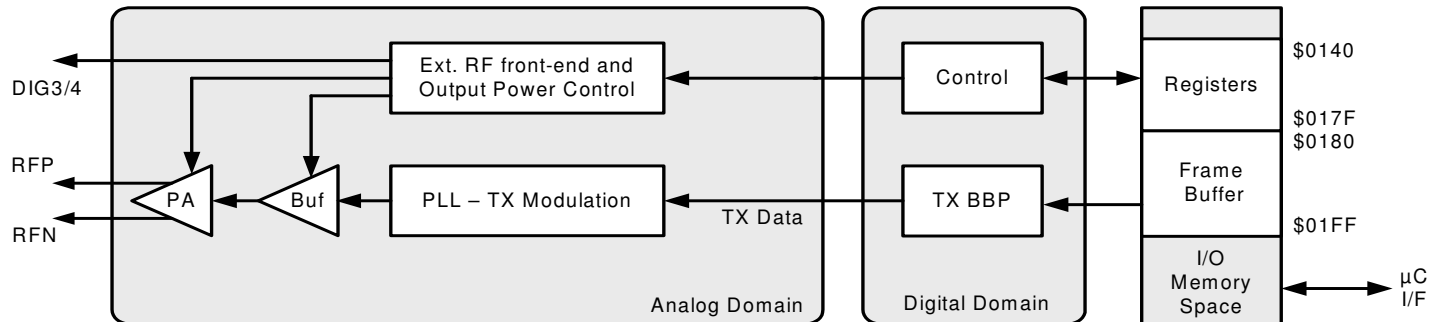 DIG3/4
RFP
RFN
Ext. RF front-end and
Output Power Control
PA
Buf
PLL – TX Modulation
TX Data
Analog Domain
Control
TX BBP
Digital Domain
Registers
Frame
Buffer
I/O
Memory
Space
$0140
$017F
$0180
$01FF
µC
I/F